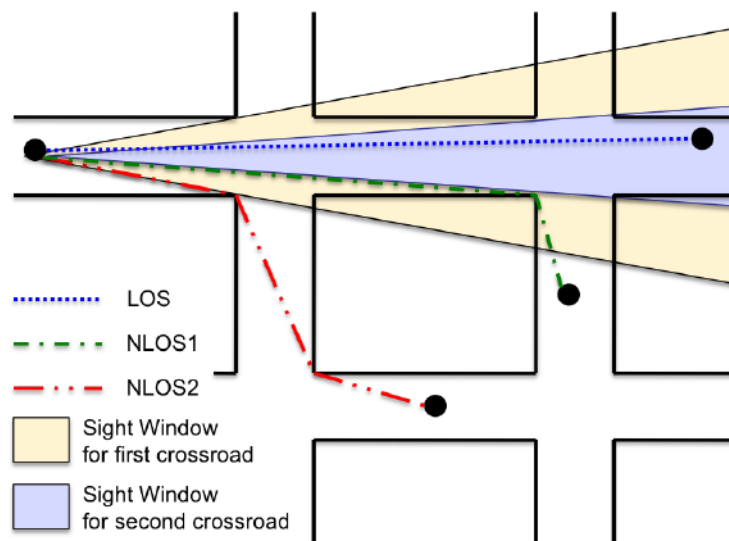 LOS
NLOS1
NLOS2
Sight Window
for first crossroad
Sight Window
for second crossroad